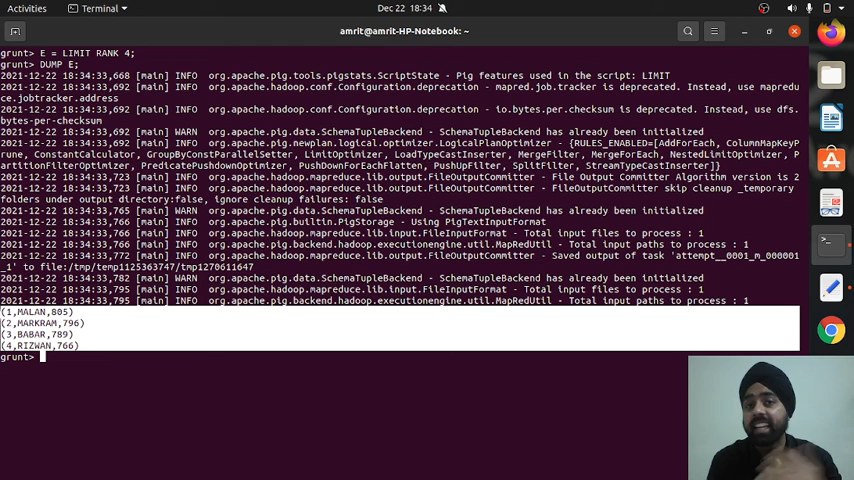 Activities
Terminal
Dec 22 18:34
amrit@amrit-HP-Notebook: ~
grunt> E = LIMIT RANK 4;
grunt> DUMP E;
2021-12-22 18:34:33,668 [main] INFO  org.apache.pig.tools.pigstats.ScriptState - Pig features used in the script: LIMIT
2021-12-22 18:34:33,692 [main] INFO  org.apache.hadoop.conf.Configuration.deprecation - mapred.job.tracker is deprecated. Instead, use mapredu
ce.jobtracker.address
2021-12-22 18:34:33,692 [main] INFO  org.apache.hadoop.conf.Configuration.deprecation - io.bytes.per.checksum is deprecated. Instead, use dfs.
bytes-per-checksum
2021-12-22 18:34:33,692 [main] WARN  org.apache.pig.data.SchemaTupleBackend - SchemaTupleBackend has already been initialized
2021-12-22 18:34:33,692 [main] INFO  org.apache.pig.newplan.logical.optimizer.LogicalPlanOptimizer - {RULES_ENABLED=[AddForEach, ColumnMapKeyP
rune, ConstantCalculator, GroupByConstParallelSetter, LimitOptimizer, LoadTypeCastInserter, MergeFilter, MergeForEach, NestedLimitOptimizer, P
artitionFilterOptimizer, PredicatePushdownOptimizer, PushDownForEachFlatten, PushUpFilter, SplitFilter, StreamTypeCastInserter]}
2021-12-22 18:34:33,723 [main] INFO  org.apache.hadoop.mapreduce.lib.output.FileOutputCommitter - File Output Committer Algorithm version is 2
2021-12-22 18:34:33,723 [main] INFO  org.apache.hadoop.mapreduce.lib.output.FileOutputCommitter - FileOutputCommitter skip cleanup _temporary
folders under output directory:false, ignore cleanup failures: false
2021-12-22 18:34:33,765 [main] WARN  org.apache.pig.data.SchemaTupleBackend - SchemaTupleBackend has already been initialized
2021-12-22 18:34:33,766 [main] INFO  org.apache.pig.builtin.PigStorage - Using PigTextInputFormat
2021-12-22 18:34:33,766 [main] INFO  org.apache.hadoop.mapreduce.lib.input.FileInputFormat - Total input files to process : 1
2021-12-22 18:34:33,766 [main] INFO  org.apache.pig.backend.hadoop.executionengine.util.MapRedUtil - Total input paths to process : 1
2021-12-22 18:34:33,772 [main] INFO  org.apache.hadoop.mapreduce.lib.output.FileOutputCommitter - Saved output of task 'attempt__0001_m_000001
_1' to file:/tmp/temp1125363747/tmp1270611647
2021-12-22 18:34:33,782 [main] WARN  org.apache.pig.data.SchemaTupleBackend - SchemaTupleBackend has already been initialized
2021-12-22 18:34:33,795 [main] INFO  org.apache.hadoop.mapreduce.lib.input.FileInputFormat - Total input files to process : 1
2021-12-22 18:34:33,795 [main] INFO  org.apache.pig.backend.hadoop.executionengine.util.MapRedUtil - Total input paths to process : 1
(1,MALAN,805)
(2,MARKRAM,796)
(3,BABAR,789)
(4,RIZWAN,766)
grunt>